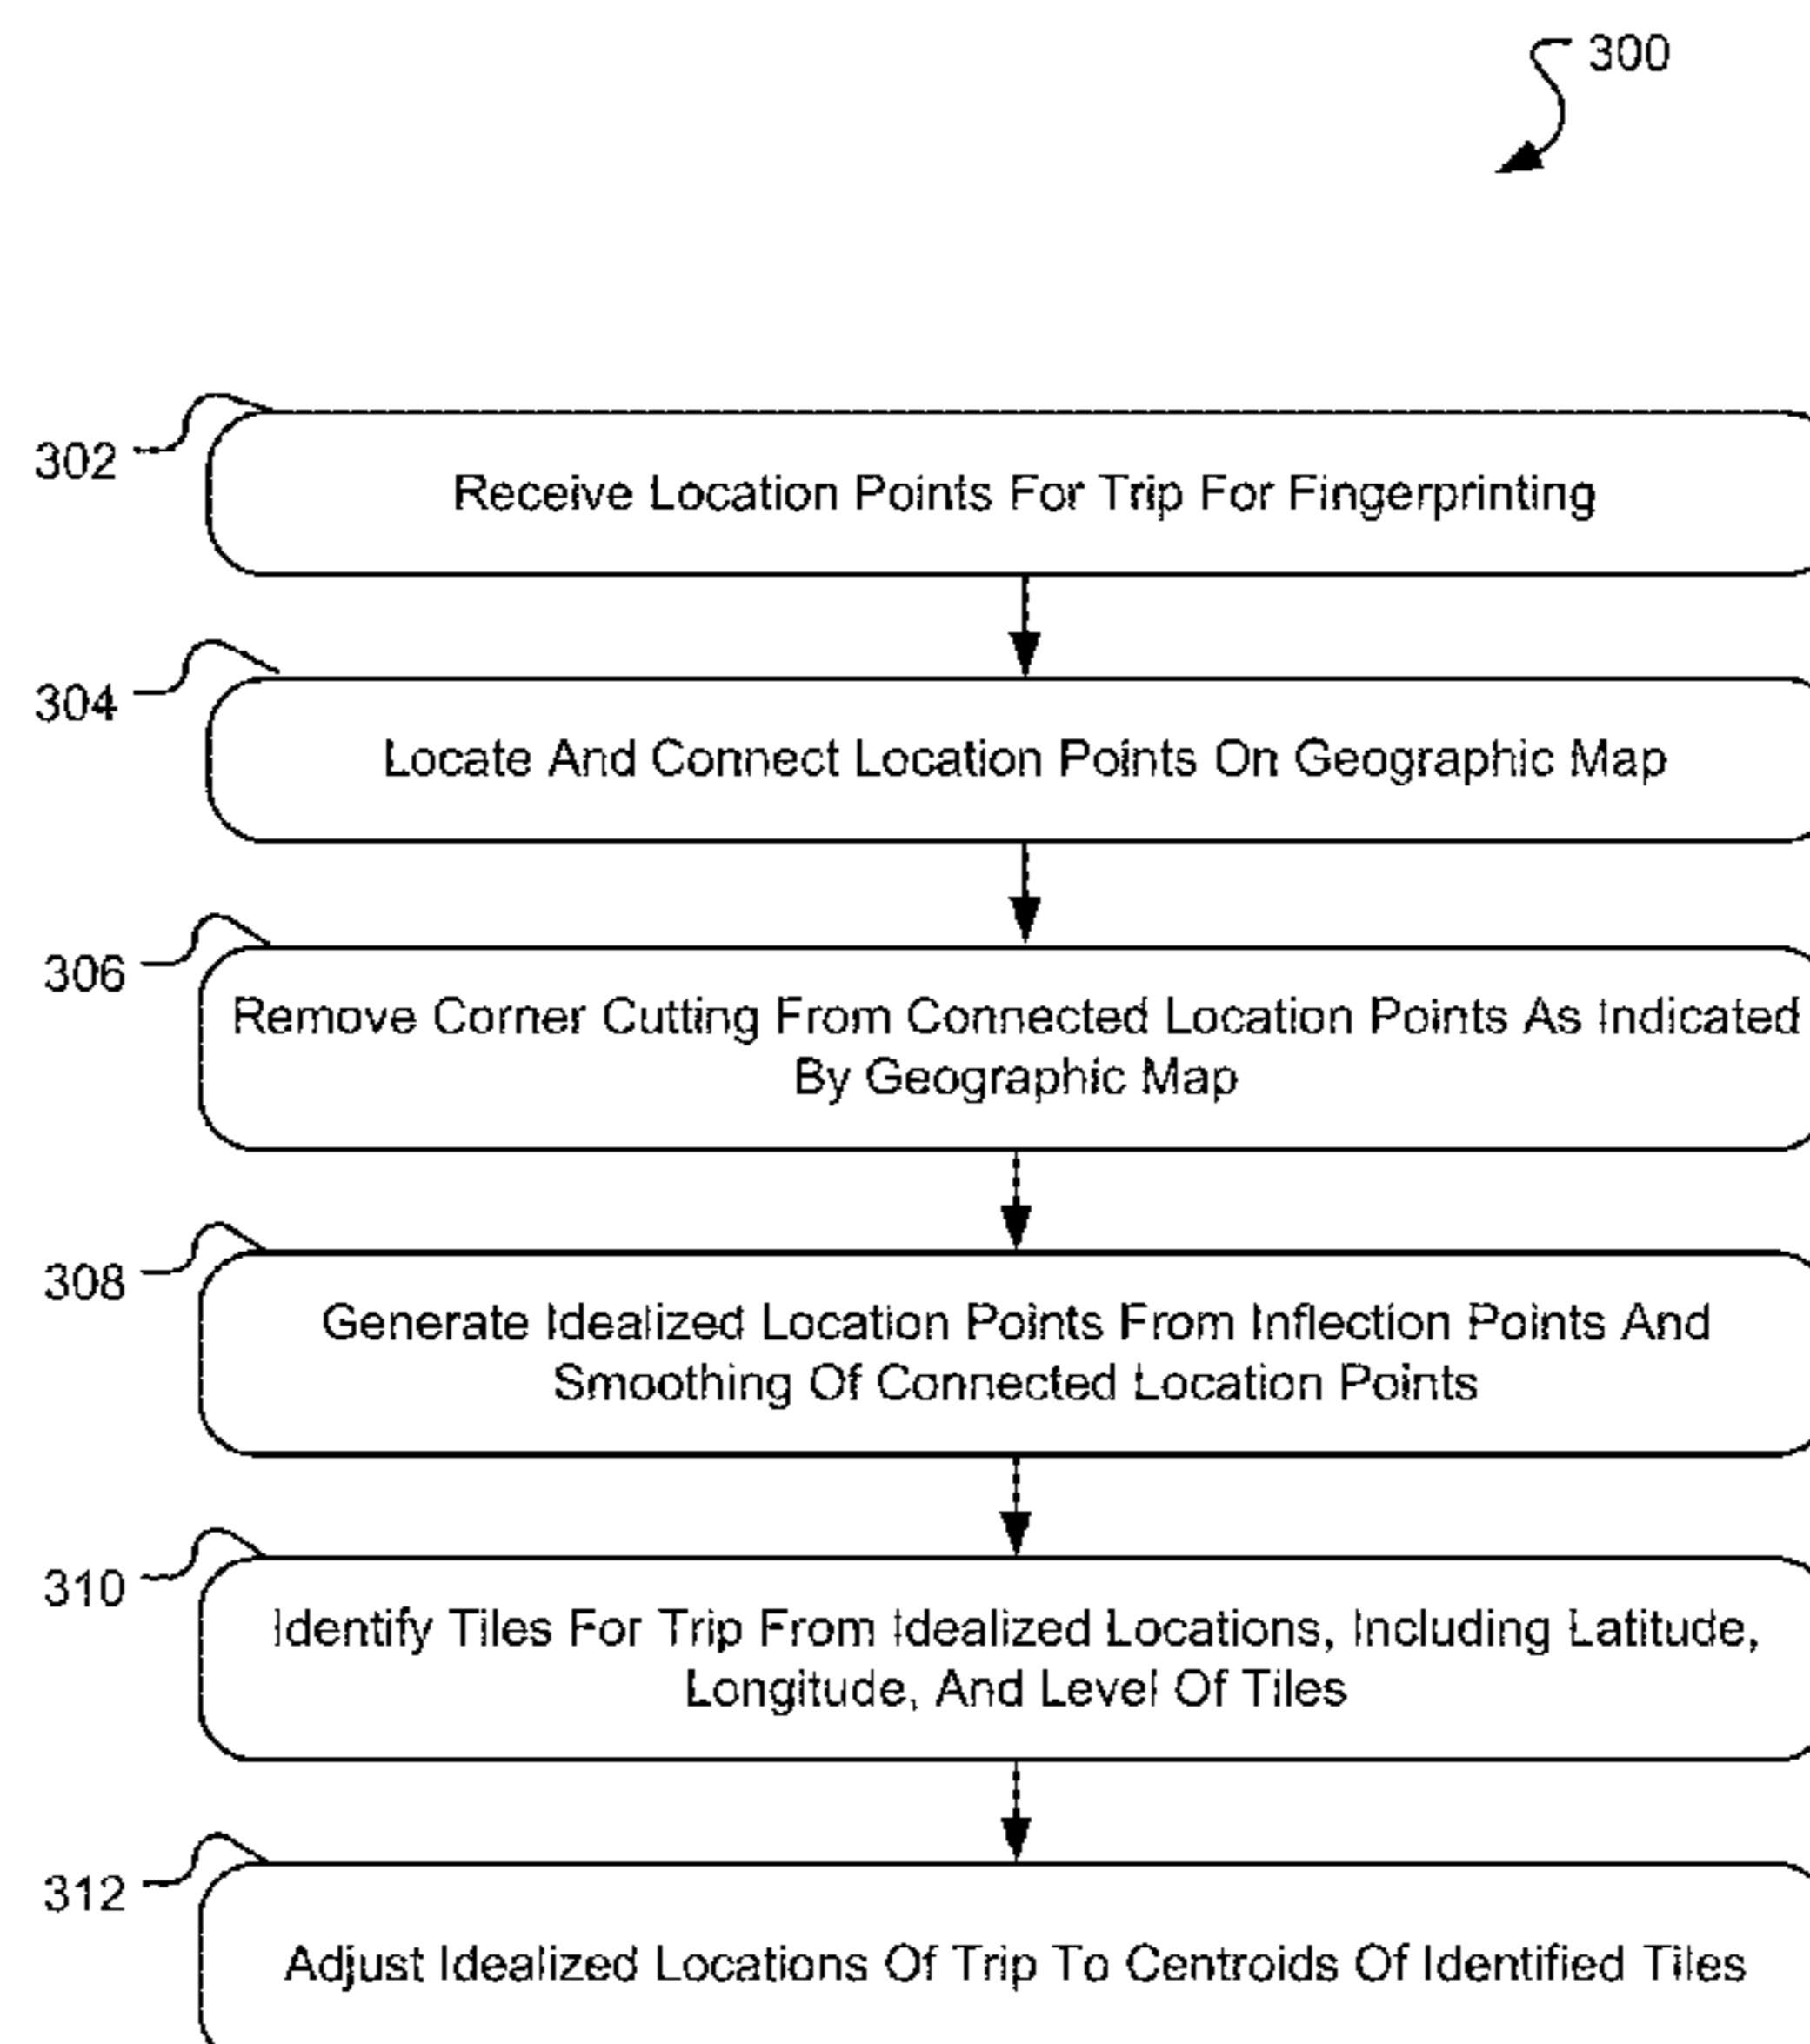 300
302
Receive Location Points For Trip For Fingerprinting
304
Locate And Connect Location Points On Geographic Map
306
Remove Corner Cutting From Connected Location Points As Indicated
By Geographic Map
308
Generate Idealized Location Points From Inflection Points And
Smoothing Of Connected Location Points
310
Identify Tiles For Trip From Idealized Locations, Including Latitude,
Longitude, And Level Of Tiles
312
Adjust Idealized Locations Of Trip To Centroids Of Identified Tiles